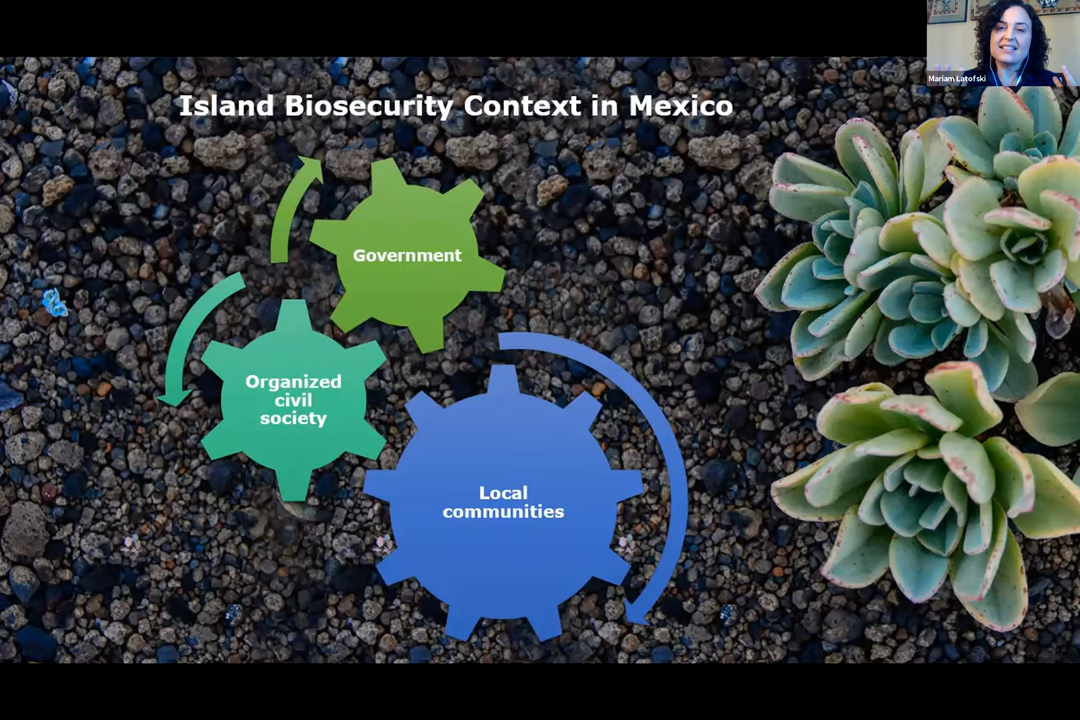 Mariam Latofski
Island Biosecurity Context in Mexico
Government
Organized
civil
society
Local
communities